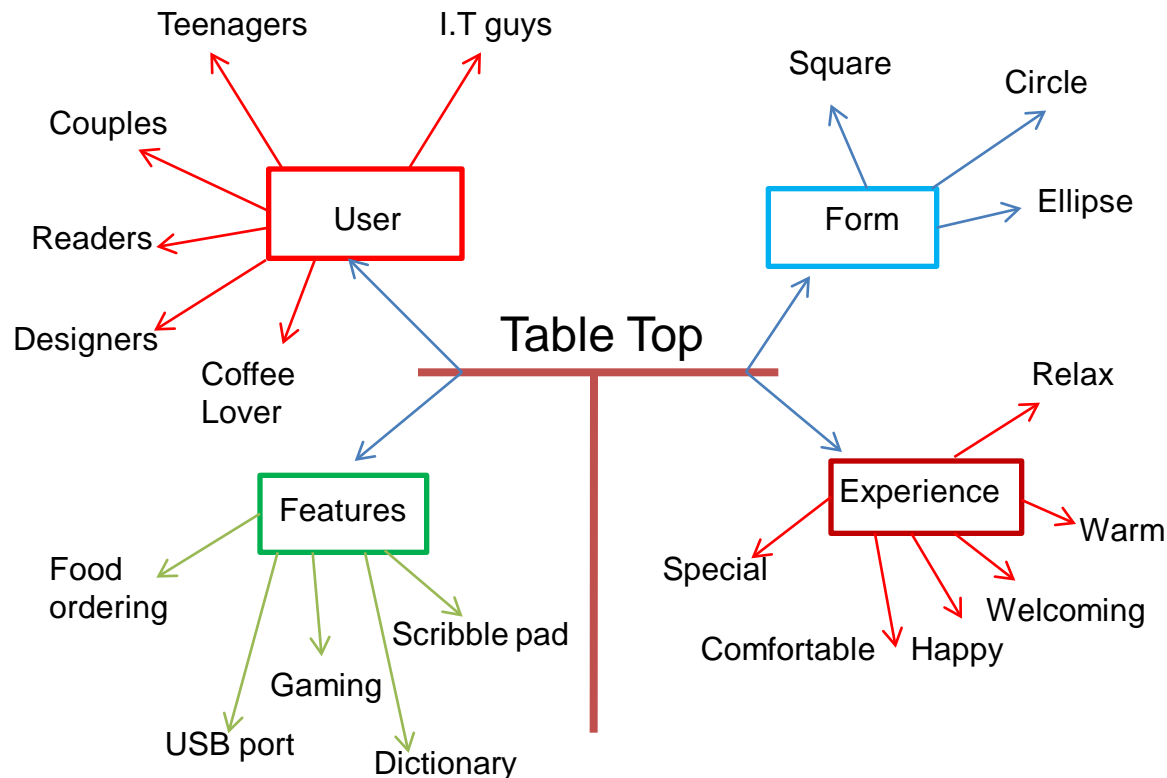 Teenagers
I.T guys
Square
Circle
Couples
User
Form
Ellipse
Readers
Designers
Table Top
Coffee
Lover
Relax
Features
Experience
Warm
Food
ordering
Special
Welcoming
Scribble pad
Comfortable
Happy
Gaming
USB port
Dictionary